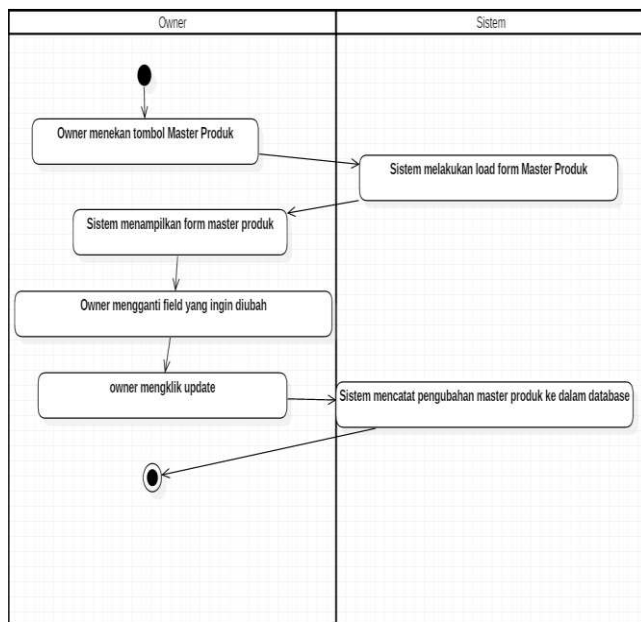 Owner
Sistem
Owner menekan tombol Master Produk
Sistem melakukan load form Master Produk
Sistem menampilkan form master produk
Owner mengganti field yang ingin diubah
owner mengklik update
Sistem mencatat pengubahan master produk ke dalam database